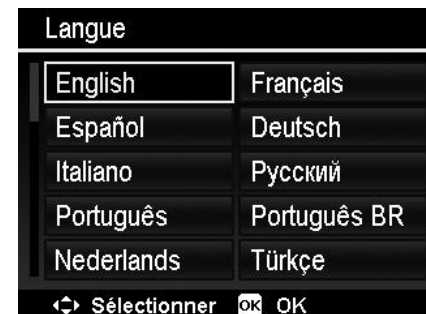 Langue
English Français
Español Deutsch
Italiano Русский
Português Português BR
Nederlands Türkçe
Sélectionner OK OK